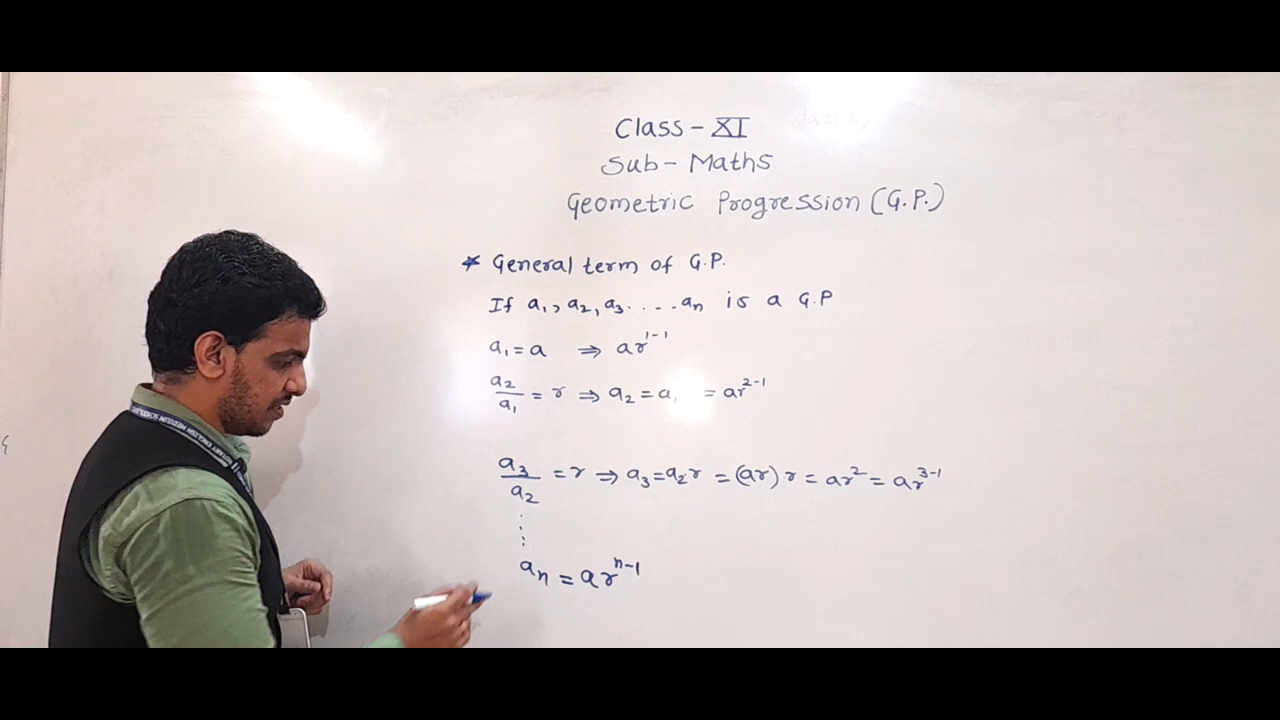 Class - XI
Sub - Maths
Geometric Progression (G.P.)
* General term of G.P.
If a₁, a₂, a₃ . . . . aₙ is a G.P
a₁ = a ⇒ ar¹⁻¹
a₂/a₁ = r ⇒ a₂ = a₁ = ar²⁻¹
a₃/a₂ = r ⇒ a₃ = a₂r = (ar) r = ar² = ar³⁻¹
⋮
aₙ = arⁿ⁻¹